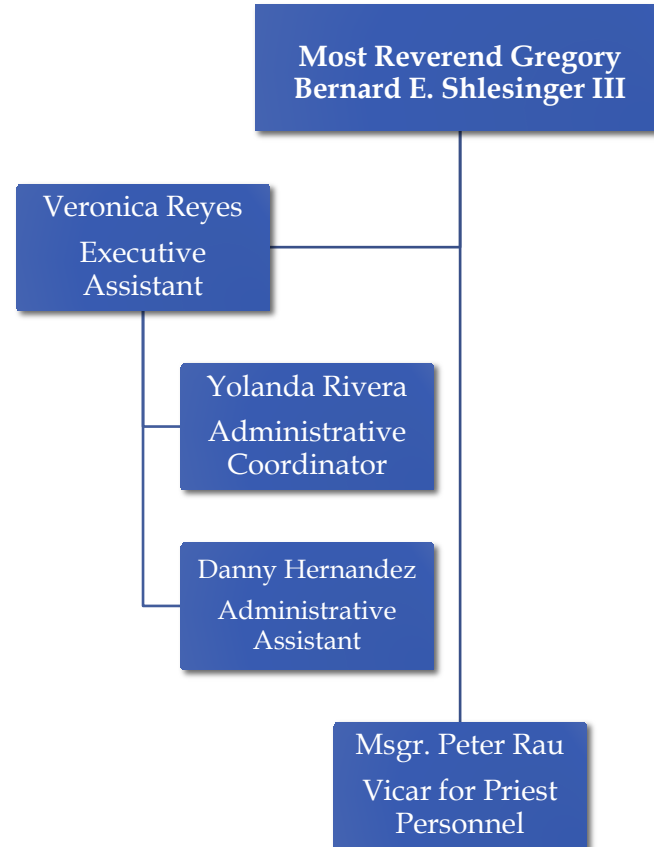 Most Reverend Gregory
Bernard E. Shlesinger III
Veronica Reyes
Executive
Assistant
Yolanda Rivera
Administrative
Coordinator
Danny Hernandez
Administrative
Assistant
Msgr. Peter Rau
Vicar for Priest
Personnel